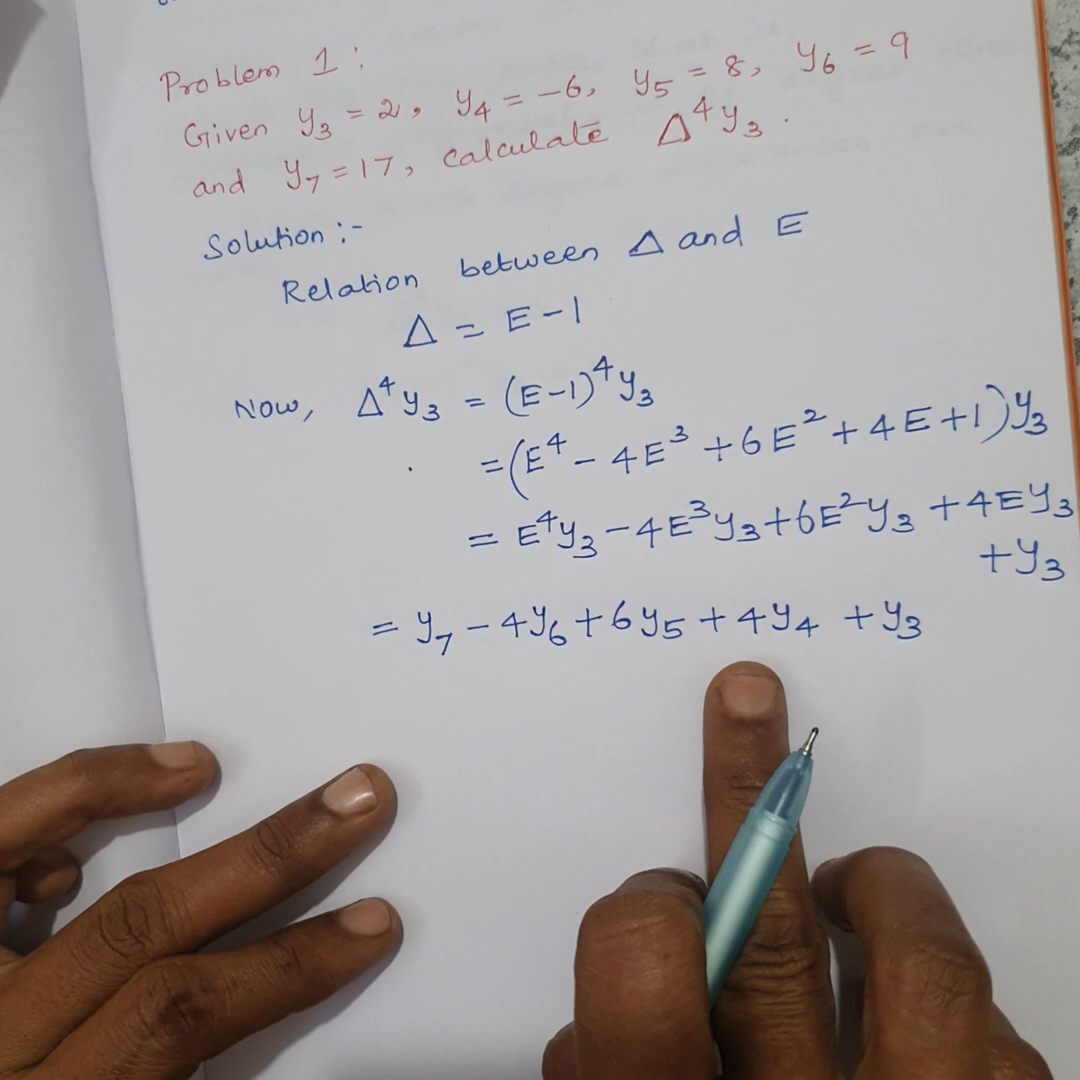 Problem 1 :
Given y₃ = 2, y₄ = -6, y₅ = 8, y₆ = 9
and y₇ = 17, calculate Δ⁴y₃.
Solution :-
Relation between Δ and E
Δ = E-1
Now, Δ⁴y₃ = (E-1)⁴y₃
= (E⁴ - 4E³ + 6E² + 4E + 1)y₃
= E⁴y₃ - 4E³y₃ + 6E²y₃ + 4Ey₃
+ y₃
= y₇ - 4y₆ + 6y₅ + 4y₄ + y₃